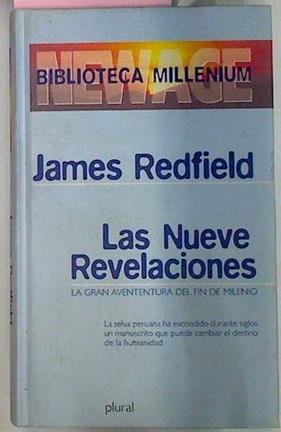 NEW AGE
BIBLIOTECA MILLENIUM
James Redfield
Las Nueve
Revelaciones
LA GRAN AVENTENTURA DEL FIN DE MILENIO
La selva peruana ha escondido durante siglos
un manuscrito que puede cambiar el destino
de la humanidad
plural